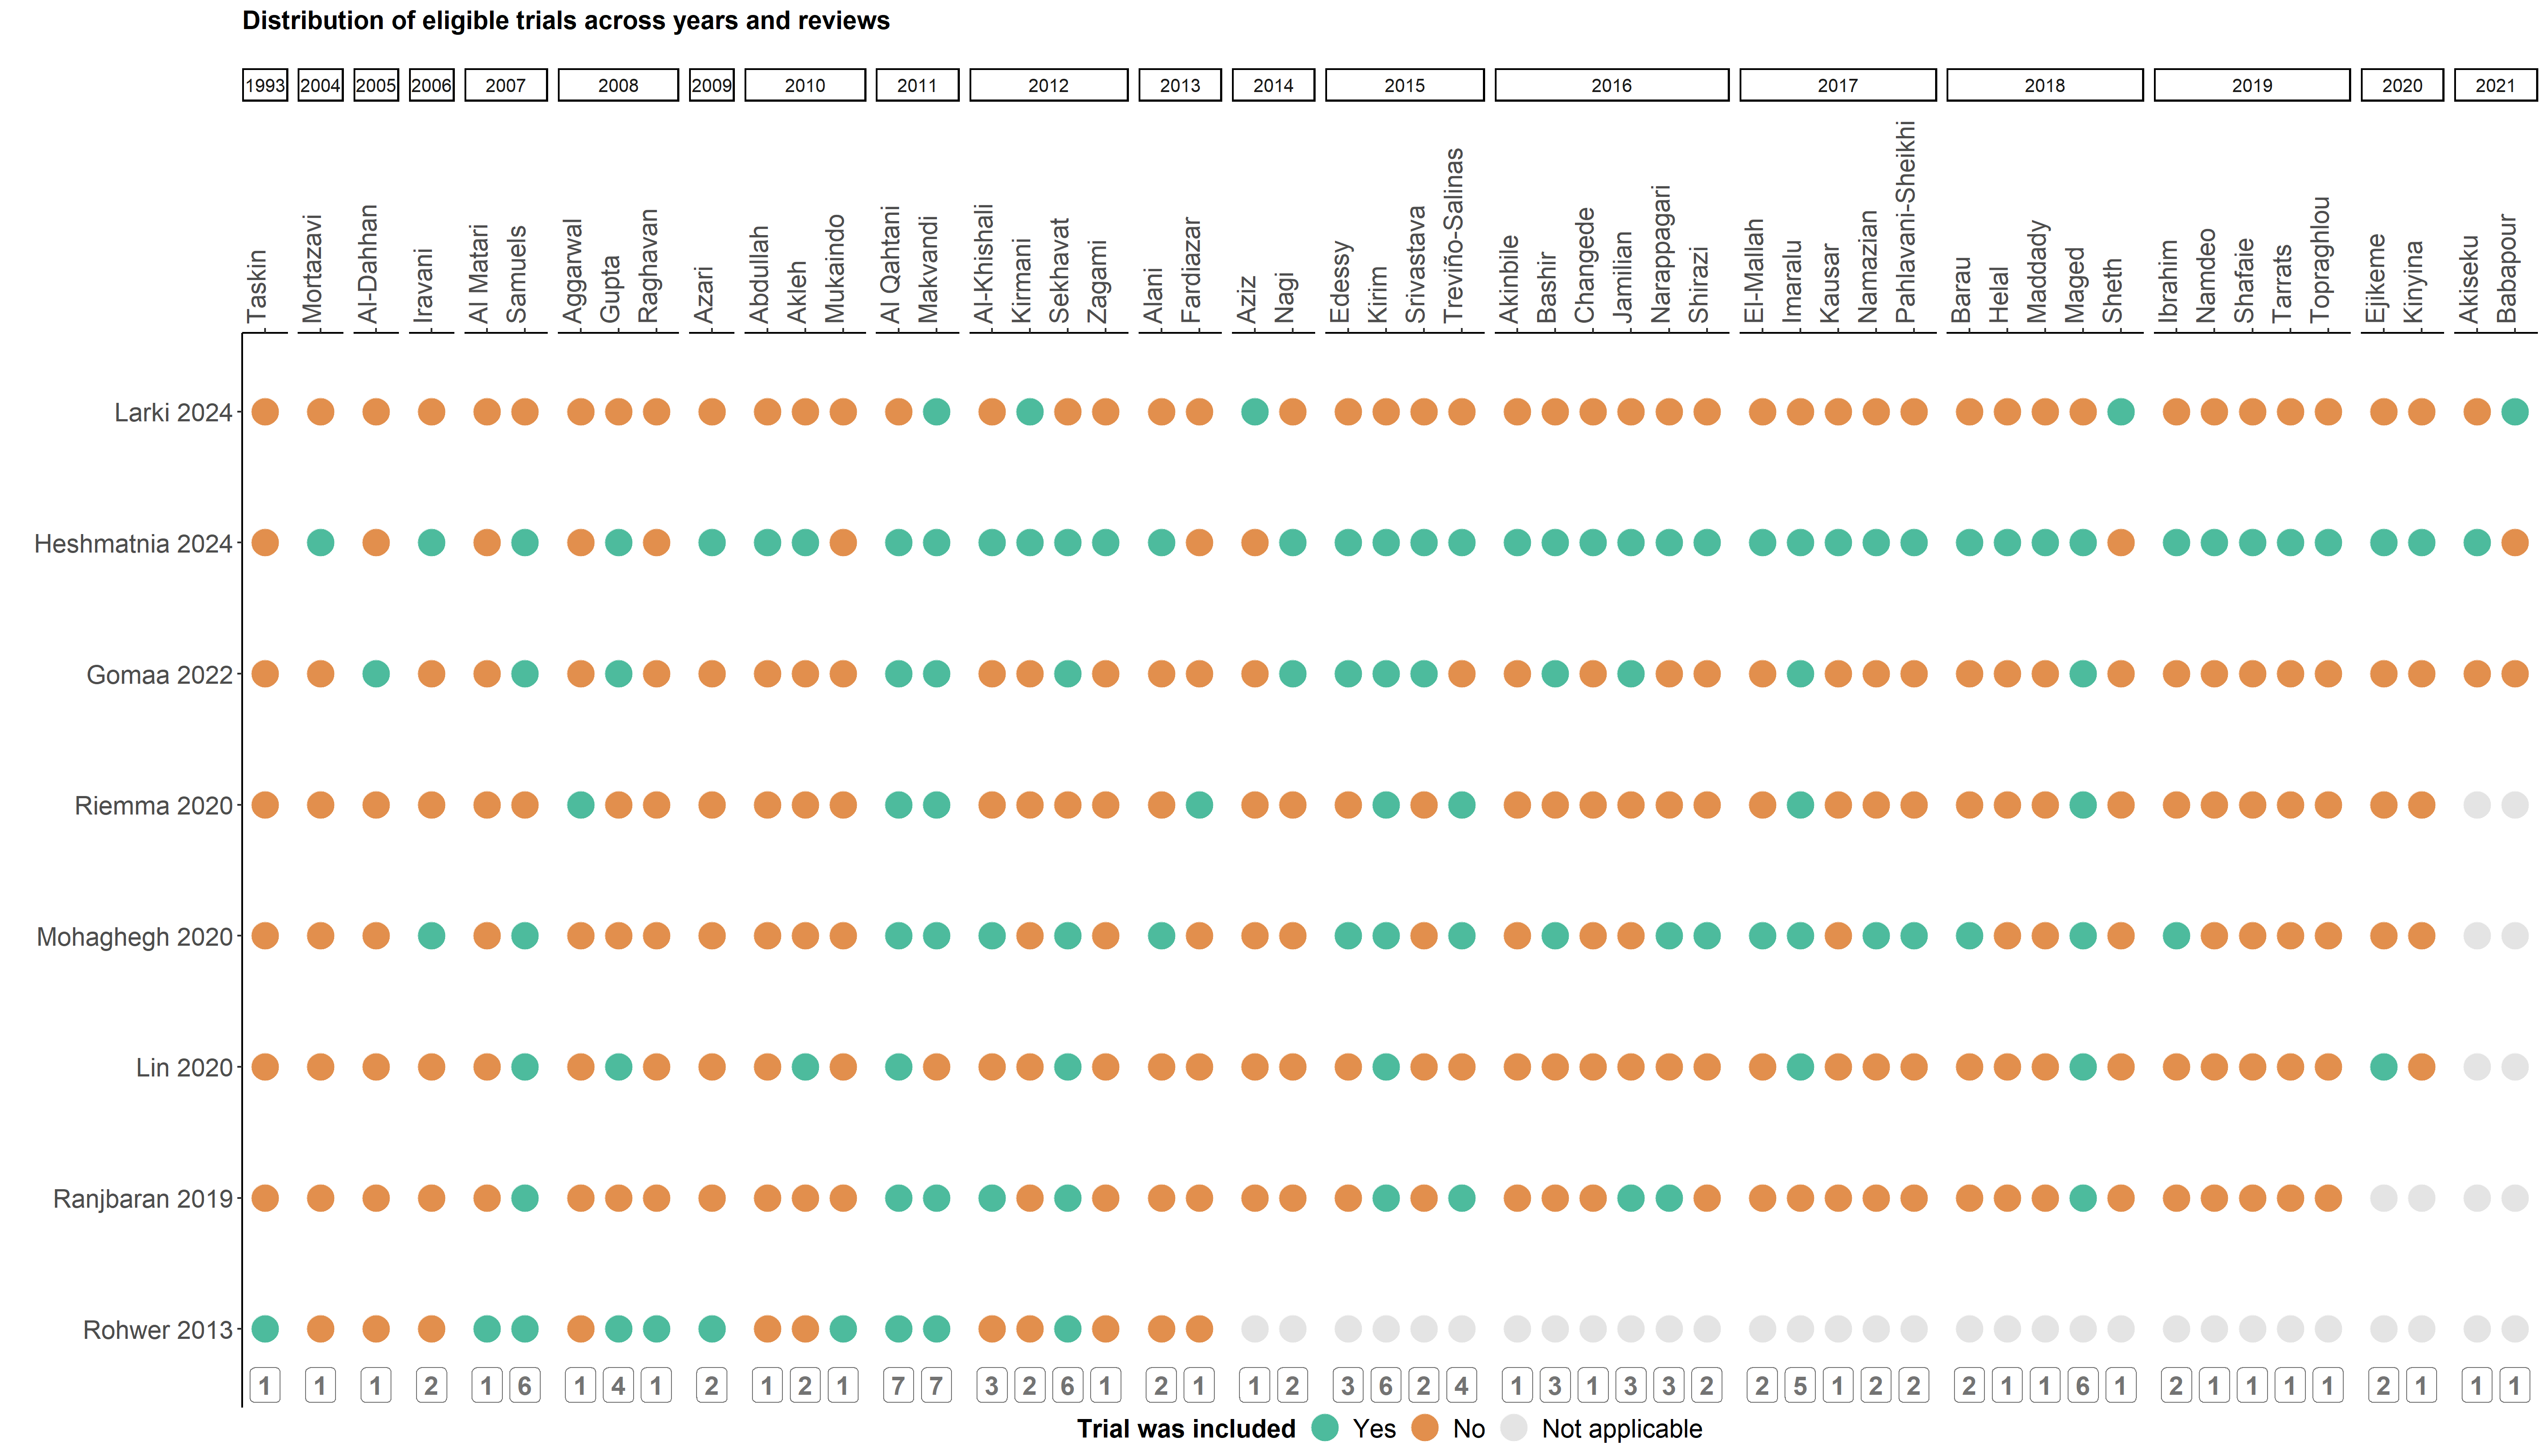 Distribution of eligible trials across years and reviews
1993 2004 2005 2006 2007 2008 2009 2010 2011 2012 2013 2014 2015 2016 2017 2018 2019 2020 2021
Taskin Mortazavi Al-Dahhan Iravani Al Matari Samuels Aggarwal Gupta Raghavan Azari Abdullah Akleh Mukaindo Al Qahtani Makvandi Al-Khishali Kirmani Sekhavat Zagami Alani Fardiazar Aziz Nagi Edessy Kirim Srivastava Treviño-Salinas Akinbile Bashir Changede Jamilian Narappagari Shirazi El-Mallah Imaralu Kausar Namazian Pahlavani-Sheikhi Barau Helal Maddady Maged Sheth Ibrahim Namdeo Shafaie Tarrats Topraghlou Ejikeme Kinyina Akiseku Babapour
Larki 2024
Heshmatnia 2024
Gomaa 2022
Riemma 2020
Mohaghegh 2020
Lin 2020
Ranjbaran 2019
Rohwer 2013
1 1 1 2 1 6 1 4 1 2 1 2 1 7 7 3 2 6 1 2 1 1 2 3 6 2 4 1 3 1 3 3 2 2 5 1 2 2 2 1 1 6 1 2 1 1 1 1 2 1 1 1
Trial was included Yes No Not applicable